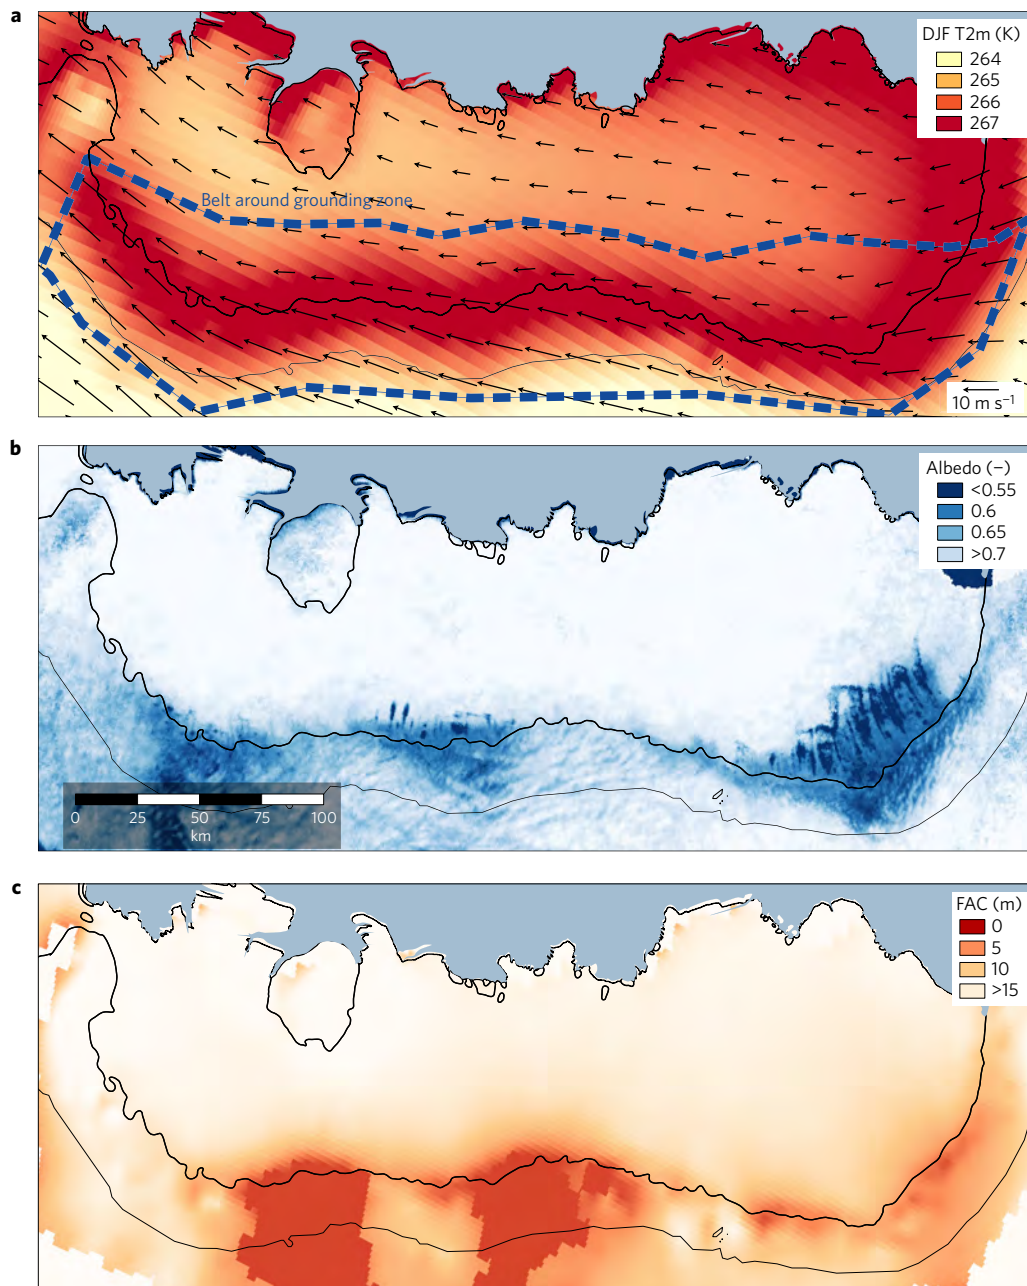 a
DJF T2m (K)
264
265
266
267
Belt around grounding zone
10 m s⁻¹
b
Albedo (–)
<0.55
0.6
0.65
>0.7
0 25 50 75 100
km
c
FAC (m)
0
5
10
>15